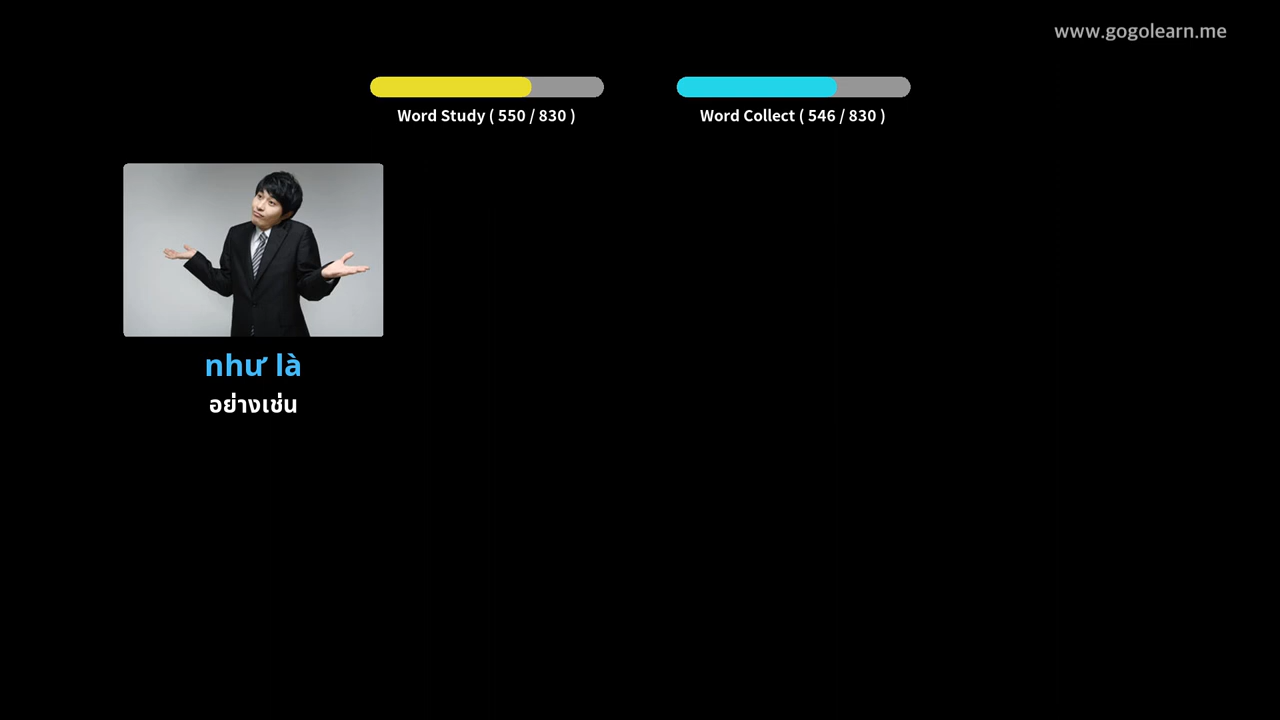 www.gogolearn.me
Word Study ( 550 / 830 )
Word Collect ( 546 / 830 )
như là
อย่างเช่น